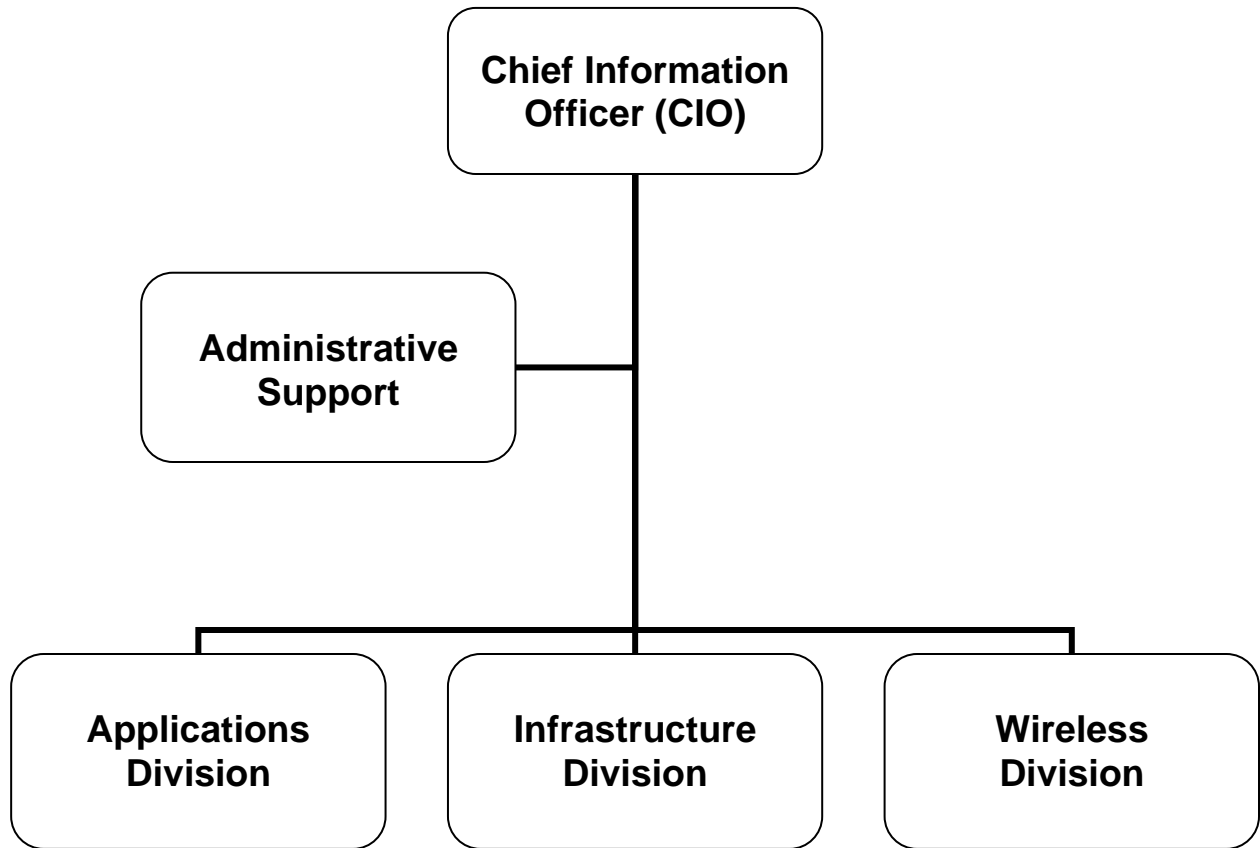 Chief Information
Officer (CIO)
Administrative
Support
Applications
Division
Infrastructure
Division
Wireless
Division